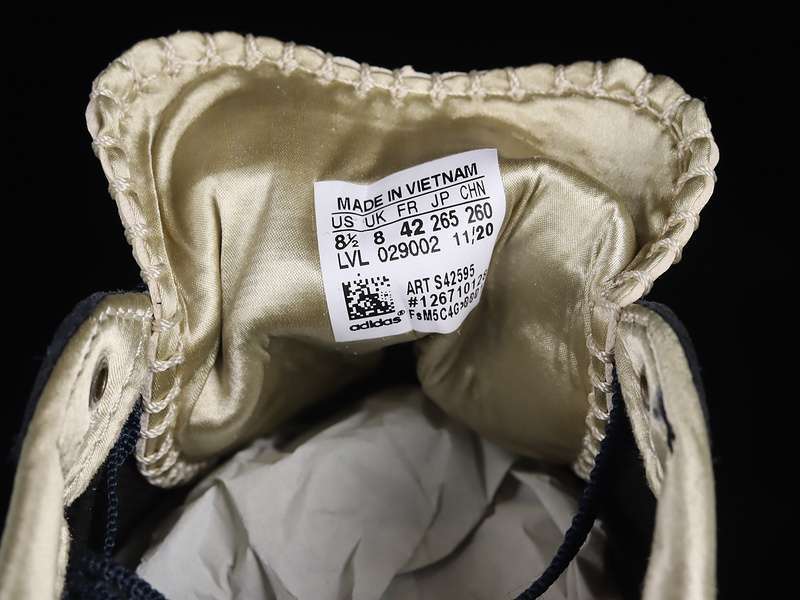 MADE IN VIETNAM
US UK FR JP CHN
8½ 8 42 265 260
LVL 029002 11/20
ART S42595
adidas